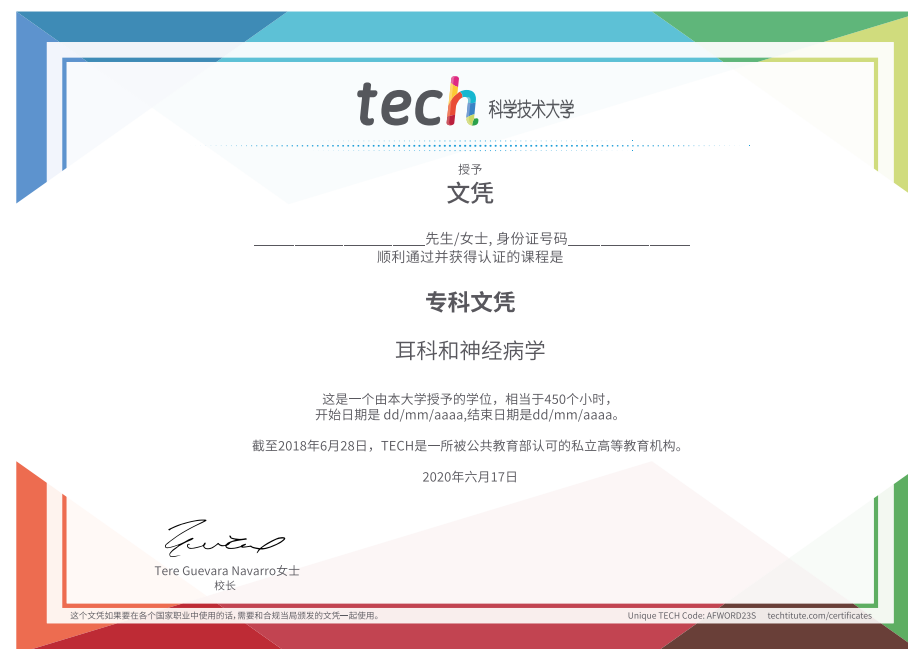 tech 科学技术大学
授予
文凭
先生/女士, 身份证号码
顺利通过并获得认证的课程是
专科文凭
耳科和神经病学
这是一个由本大学授予的学位，相当于450个小时，
开始日期是 dd/mm/aaaa,结束日期是dd/mm/aaaa。
截至2018年6月28日，TECH是一所被公共教育部认可的私立高等教育机构。
2020年六月17日
Tere Guevara Navarro女士
校长
这个文凭如果要在各个国家职业中使用的话，需要和合规当局颁发的文凭一起使用。
Unique TECH Code: AFWORD23S techtitute.com/certificates